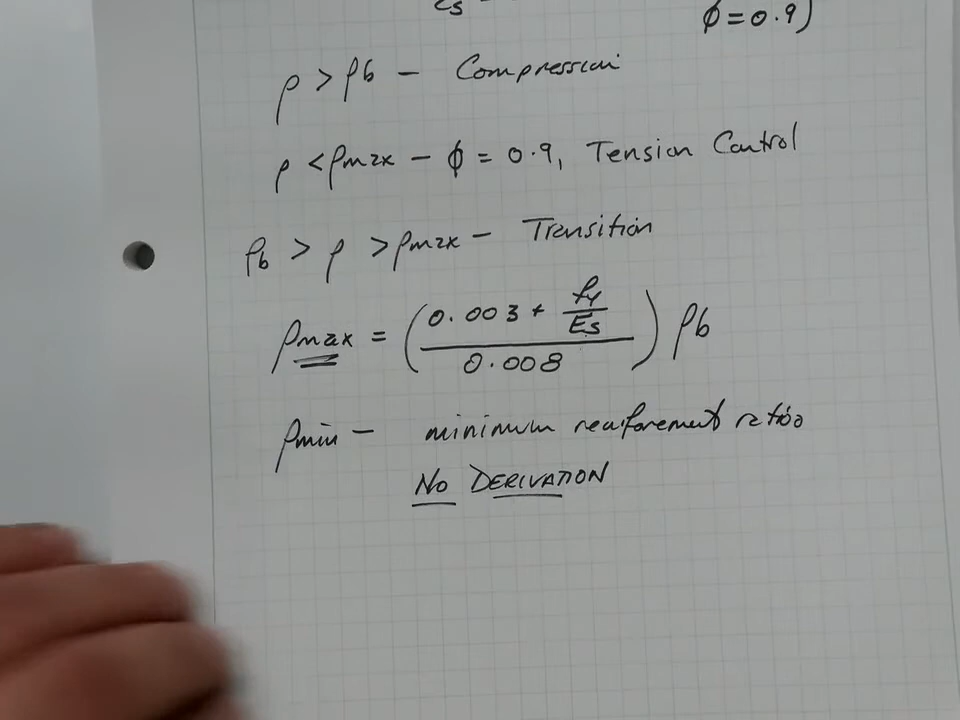 ϕ = 0.9)
ρ > ρb - Compression
ρ < ρmax - ϕ = 0.9, Tension Control
ρb > ρ > ρmax - Transition
ρmax = ( (0.003 + fy/Es) / 0.008 ) ρb
ρmin - minimum reniforement ratio
No DERIVATION